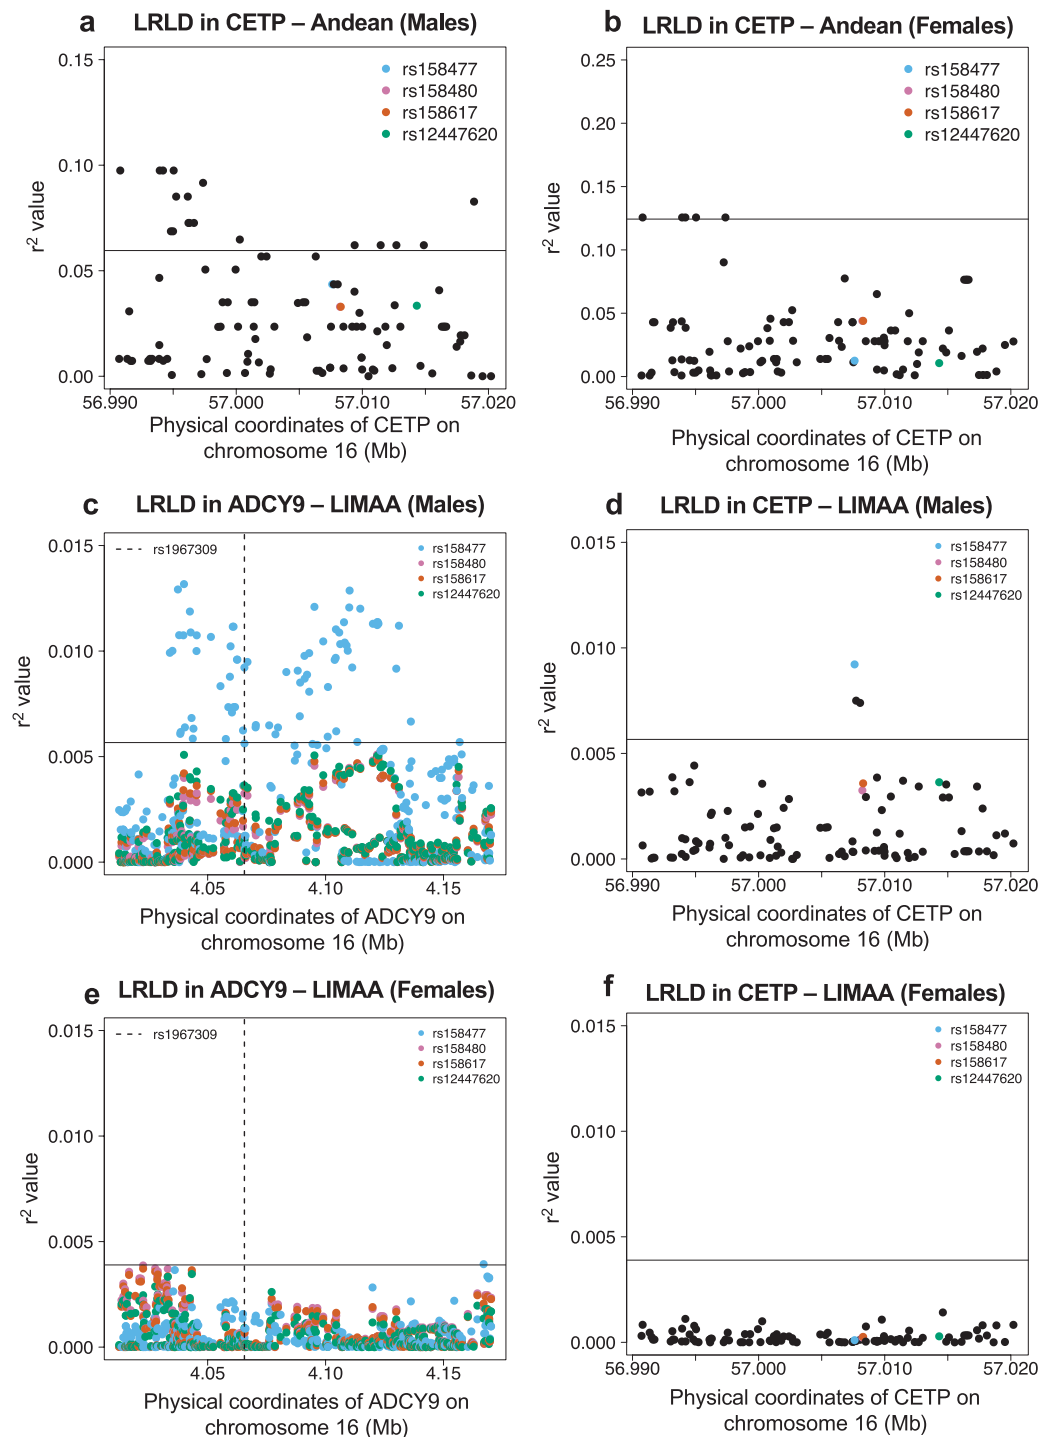 a LRLD in CETP – Andean (Males)
0.15
0.10
0.05
0.00
r² value
rs158477
rs158480
rs158617
rs12447620
56.990 57.000 57.010 57.020
Physical coordinates of CETP on
chromosome 16 (Mb)
b LRLD in CETP – Andean (Females)
0.25
0.20
0.15
0.10
0.05
0.00
r² value
rs158477
rs158480
rs158617
rs12447620
56.990 57.000 57.010 57.020
Physical coordinates of CETP on
chromosome 16 (Mb)
c LRLD in ADCY9 – LIMAA (Males)
0.015
0.010
0.005
0.000
r² value
rs1967309
rs158477
rs158480
rs158617
rs12447620
4.05 4.10 4.15
Physical coordinates of ADCY9 on
chromosome 16 (Mb)
d LRLD in CETP – LIMAA (Males)
0.015
0.010
0.005
0.000
r² value
rs158477
rs158480
rs158617
rs12447620
56.990 57.000 57.010 57.020
Physical coordinates of CETP on
chromosome 16 (Mb)
e LRLD in ADCY9 – LIMAA (Females)
0.015
0.010
0.005
0.000
r² value
rs1967309
rs158477
rs158480
rs158617
rs12447620
4.05 4.10 4.15
Physical coordinates of ADCY9 on
chromosome 16 (Mb)
f LRLD in CETP – LIMAA (Females)
0.015
0.010
0.005
0.000
r² value
rs158477
rs158480
rs158617
rs12447620
56.990 57.000 57.010 57.020
Physical coordinates of CETP on
chromosome 16 (Mb)